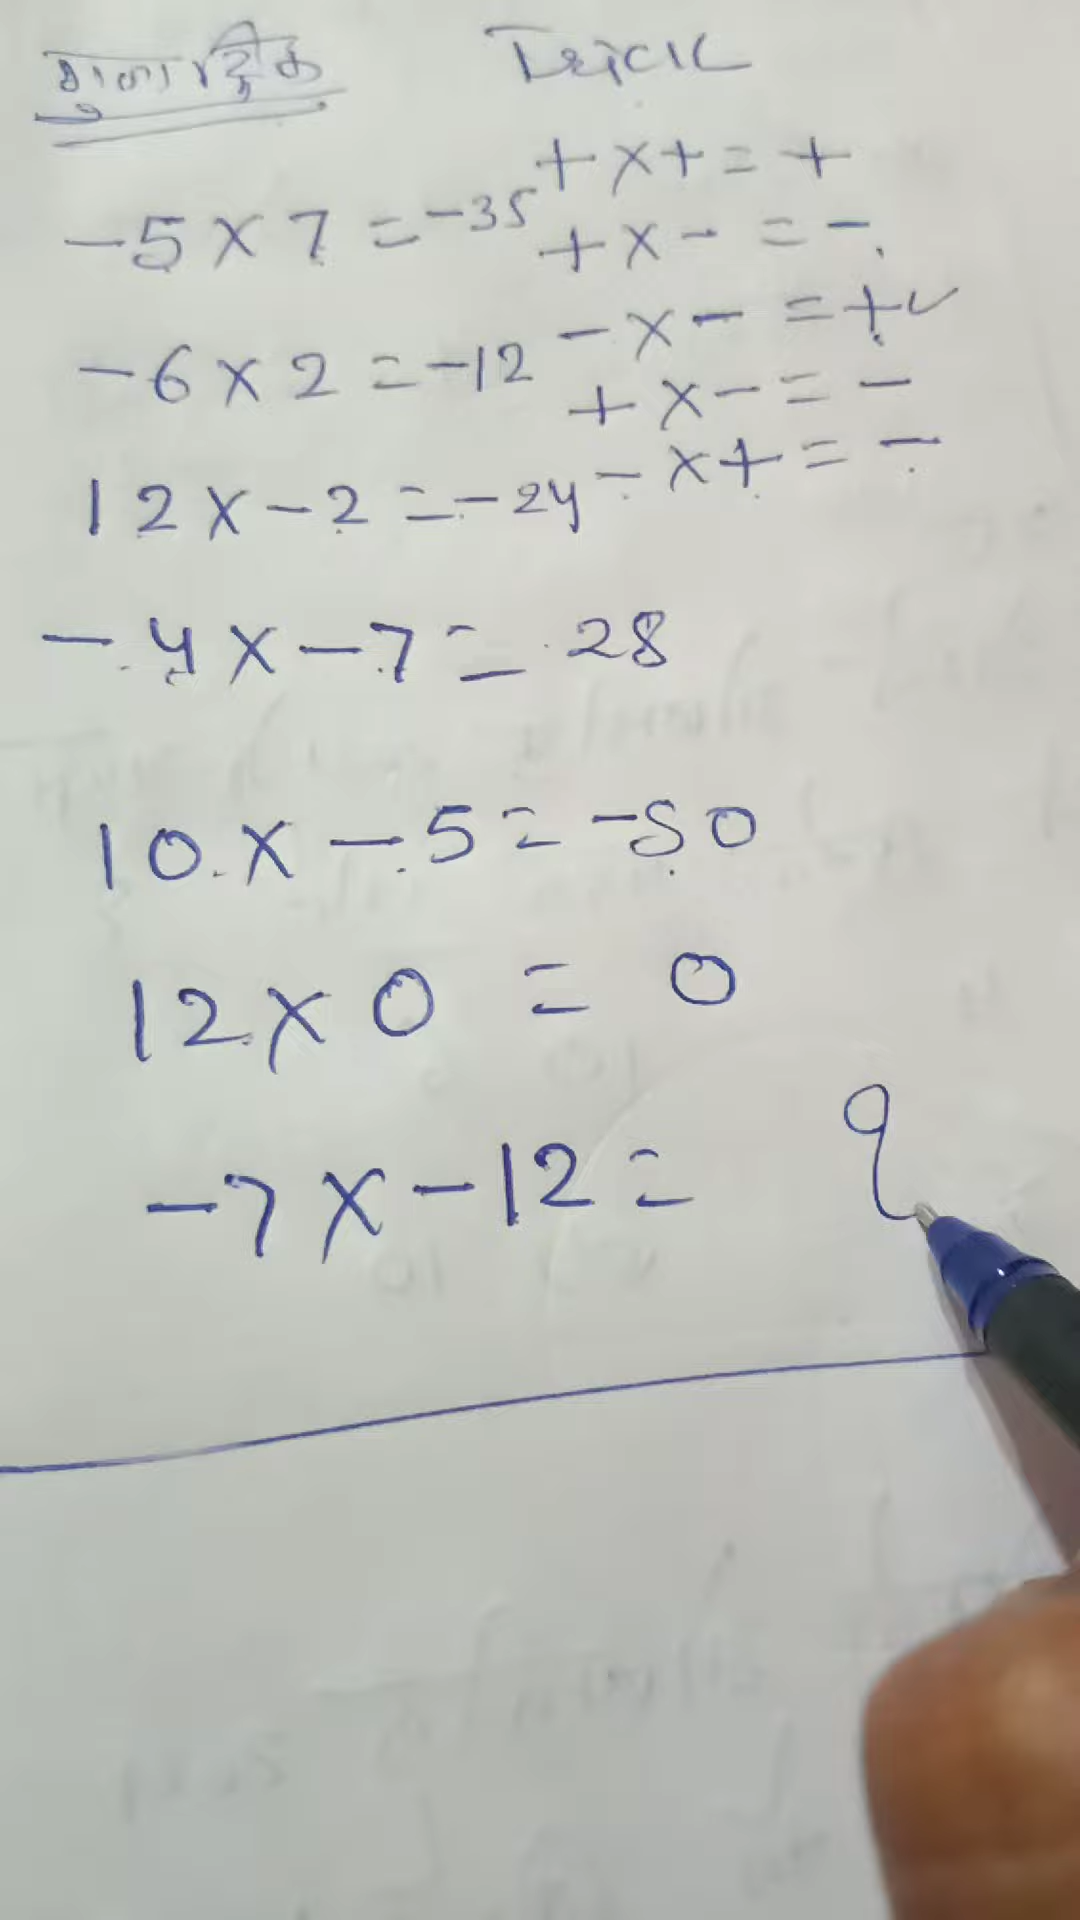 Trick
+ x + = +
-5 x 7 = -35
+ x - = -
- x - = +✓
-6 x 2 = -12
+ x - = -
- x + = -
12 x -2 = -24
-4 x -7 = 28
10 x -5 = -50
12 x 0 = 0
-7 x -12 =